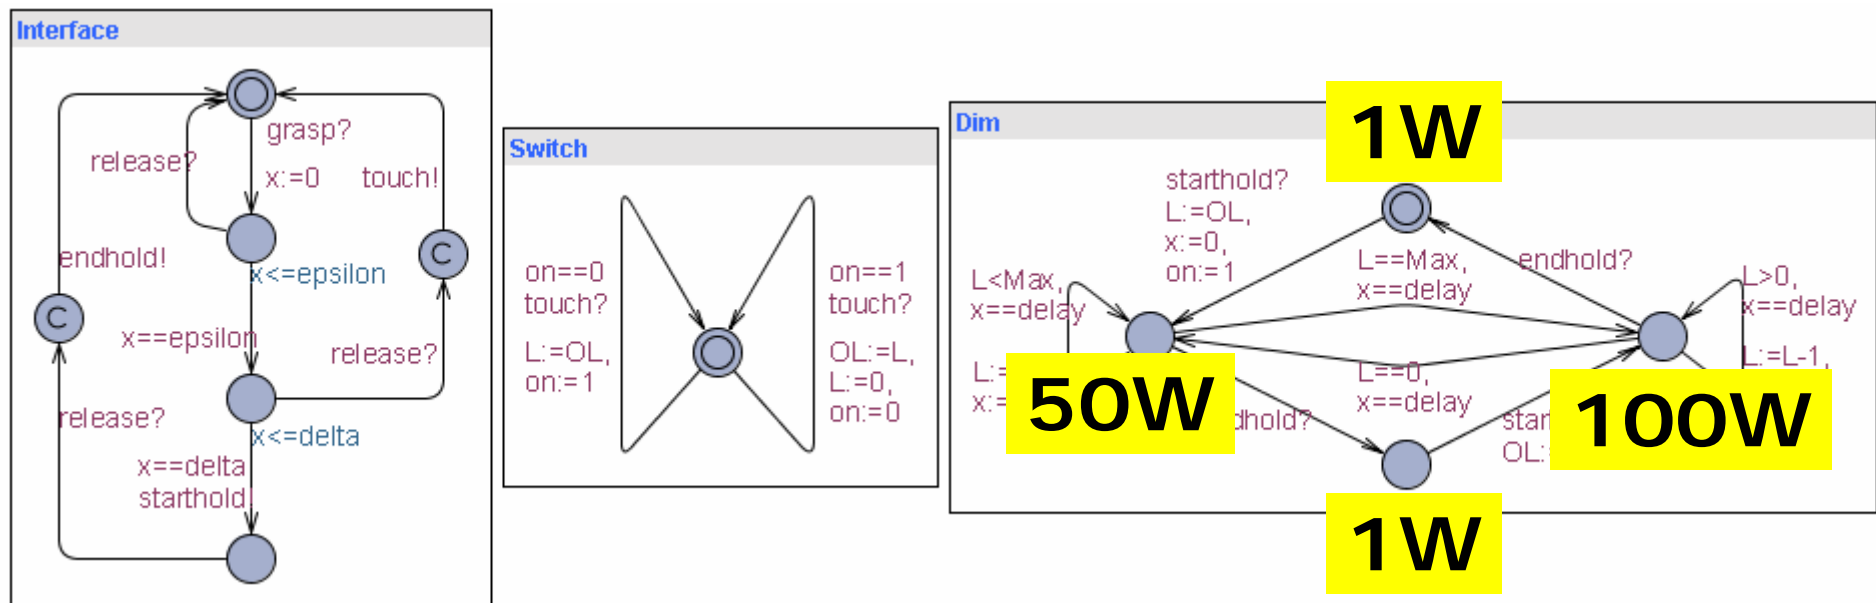 Interface
grasp?
x:=0
release?
touch!
C
endhold!
x<=epsilon
C
x==epsilon
release?
release?
x<=delta
x==delta
starthold!
Switch
on==0
touch?
L:=OL,
on:=1
on==1
touch?
OL:=L,
L:=0,
on:=0
Dim
1W
starthold?
L:=OL,
x:=0,
on:=1
L==Max,
x==delay
endhold?
L<Max,
x==delay
L>0,
x==delay
50W
L==0,
x==delay
L:=L-1,
100W
1W